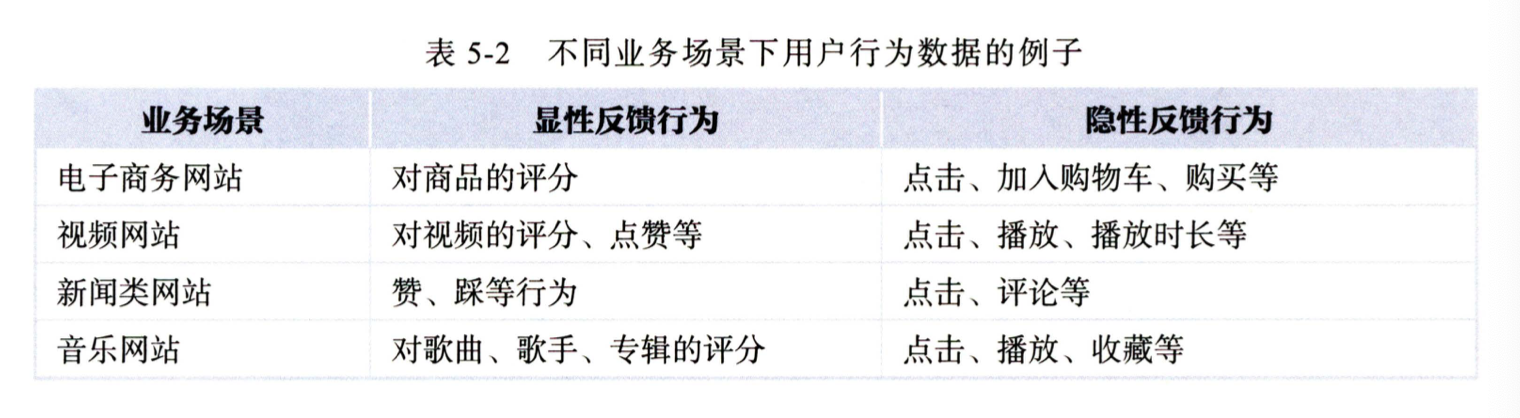 表 5-2 不同业务场景下用户行为数据的例子
业务场景 显性反馈行为 隐性反馈行为
电子商务网站 对商品的评分 点击、加入购物车、购买等
视频网站 对视频的评分、点赞等 点击、播放、播放时长等
新闻类网站 赞、踩等行为 点击、评论等
音乐网站 对歌曲、歌手、专辑的评分 点击、播放、收藏等